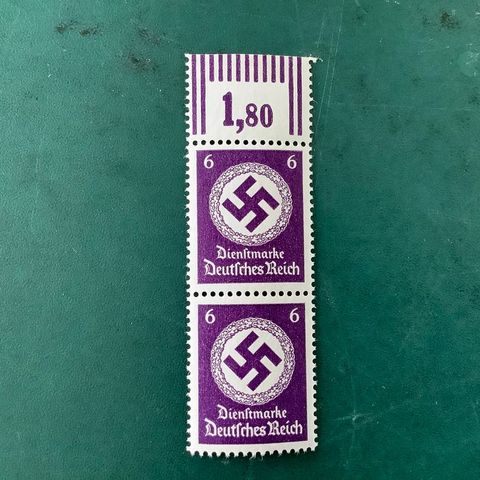 1,80
6 6
Dienſtmarke
Deutſches Reich
6 6
Dienſtmarke
Deutſches Reich